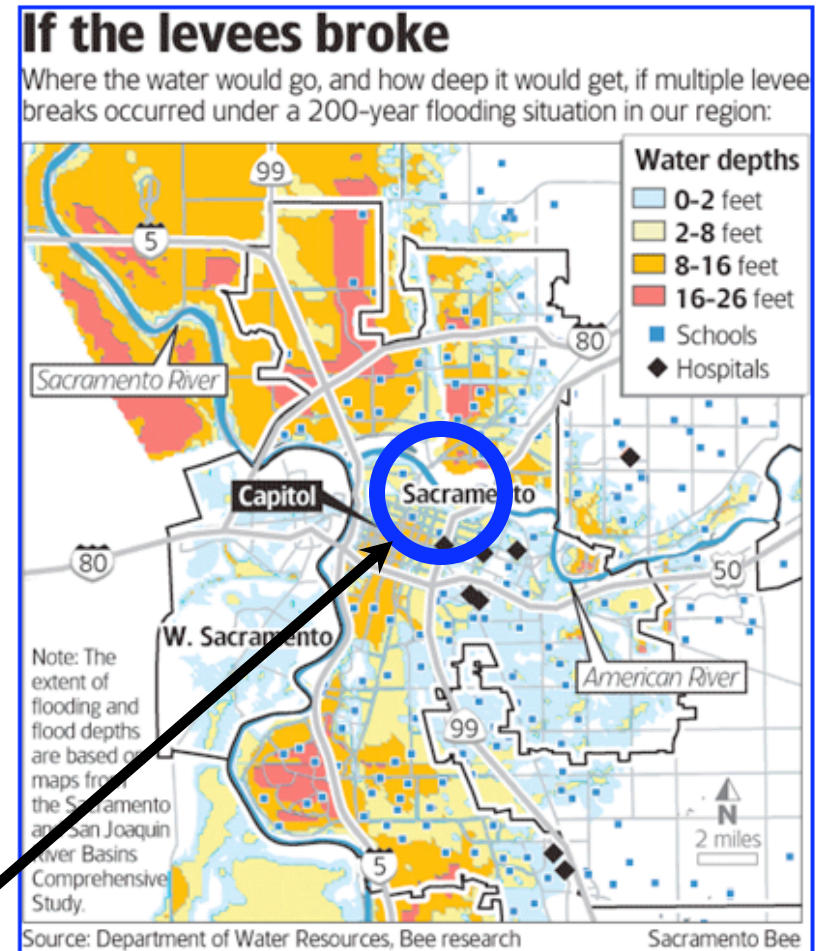 If the levees broke
Where the water would go, and how deep it would get, if multiple levee
breaks occurred under a 200-year flooding situation in our region:
Water depths
0-2 feet
2-8 feet
8-16 feet
16-26 feet
Schools
Hospitals
99
5
80
Sacramento River
Capitol
Sacramento
80
50
W. Sacramento
American River
99
Note: The
extent of
flooding and
flood depths
are based on
maps from
the Sacramento
and San Joaquin
River Basins
Comprehensive
Study.
N
2 miles
5
Source: Department of Water Resources, Bee research
Sacramento Bee